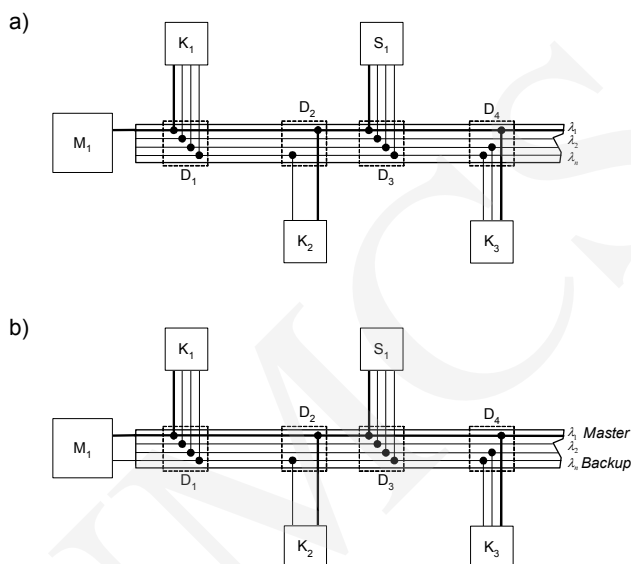 a)
K₁
S₁
D₂
D₄
M₁
λ₁
λ₂
λₙ
D₁
D₃
K₂
K₃
b)
K₁
S₁
D₂
D₄
M₁
λ₁ Master
λ₂
λₙ Backup
D₁
D₃
K₂
K₃
UMCS